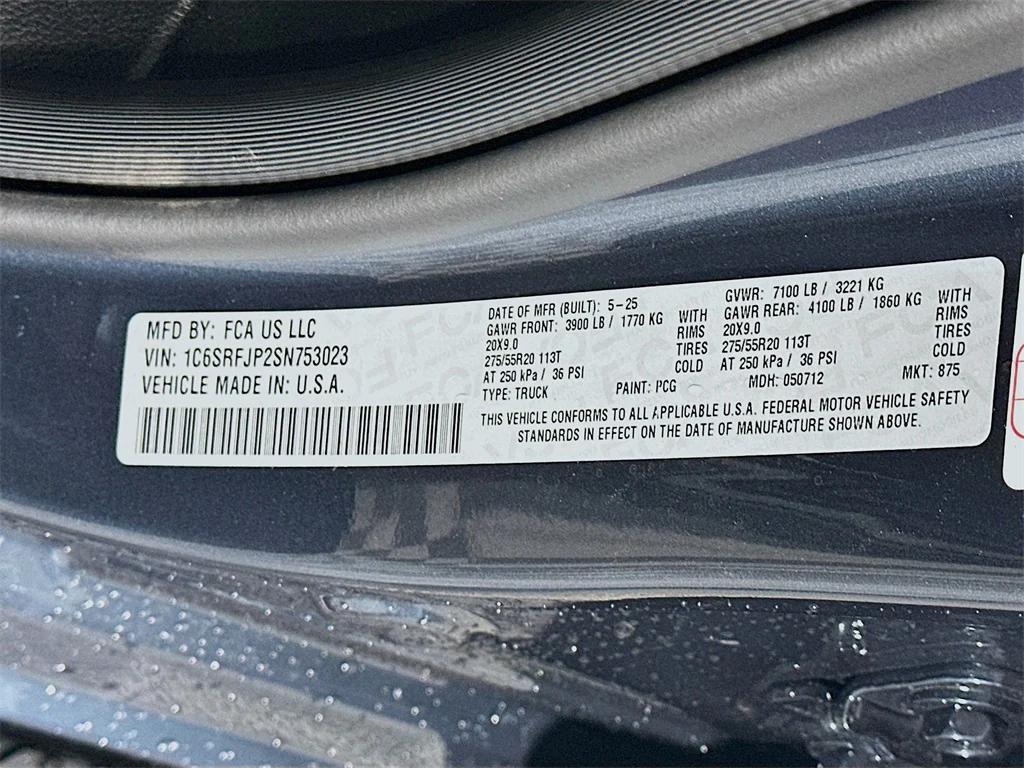 MFD BY: FCA US LLC
VIN: 1C6SRFJP2SN753023
VEHICLE MADE IN: U.S.A.
DATE OF MFR (BUILT): 5-25
GAWR FRONT: 3900 LB / 1770 KG WITH
20X9.0 RIMS
275/55R20 113T TIRES
AT 250 kPa / 36 PSI COLD
TYPE: TRUCK PAINT: PCG
GVWR: 7100 LB / 3221 KG
GAWR REAR: 4100 LB / 1860 KG WITH
20X9.0 RIMS
275/55R20 113T TIRES
AT 250 kPa / 36 PSI COLD
MDH: 050712 MKT: 875
THIS VEHICLE CONFORMS TO ALL APPLICABLE U.S.A. FEDERAL MOTOR VEHICLE SAFETY
STANDARDS IN EFFECT ON THE DATE OF MANUFACTURE SHOWN ABOVE.